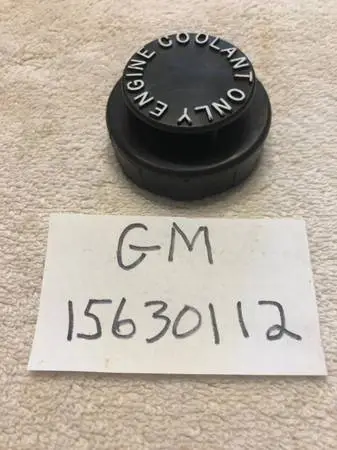 ENGINE COOLANT ONLY
GM
15630112